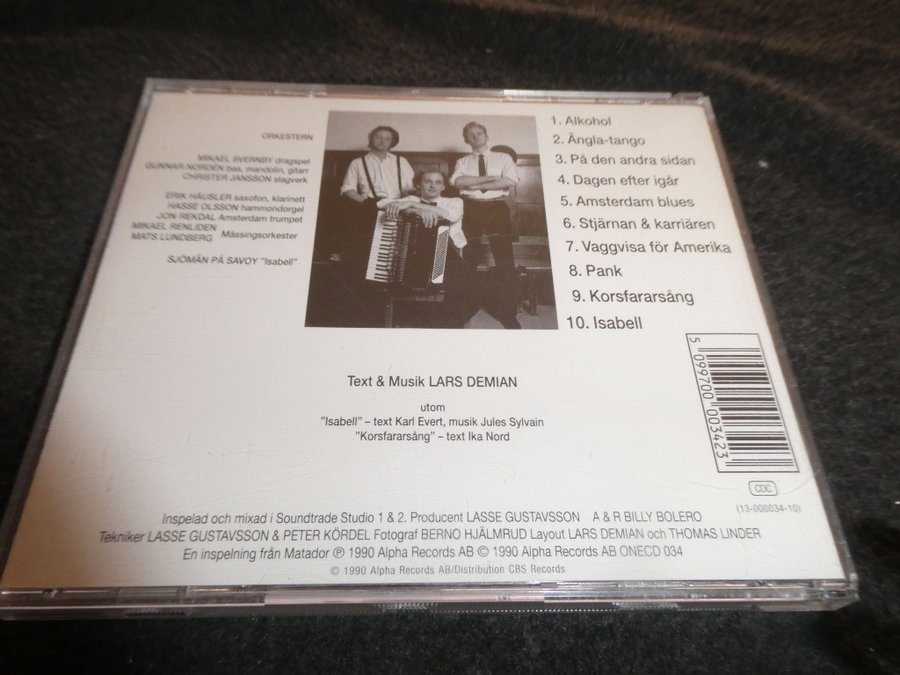 ORKESTERN
MIKAEL SVERNBY dragspel
GUNNAR NORDÉN bas, mandolin, gitarr
CHRISTER JANSSON slagverk
ERIK HÄUSLER saxofon, klarinett
HASSE OLSSON hammondorgel
JON REKDAL Amsterdam trumpet
MIKAEL RENLIDEN
MATS LUNDBERG Mässingsorkester
SJÖMÄN PÅ SAVOY "Isabell"
1. Alkohol
2. Ängla-tango
3. På den andra sidan
4. Dagen efter igår
5. Amsterdam blues
6. Stjärnan & karriären
7. Vaggvisa för Amerika
8. Pank
9. Korsfararsång
10. Isabell
Text & Musik LARS DEMIAN
utom
"Isabell" – text Karl Evert, musik Jules Sylvain
"Korsfararsång" – text Ika Nord
5 099700 003423
CDC
(13-000034-10)
Inspelad och mixad i Soundtrade Studio 1 & 2. Producent LASSE GUSTAVSSON A & R BILLY BOLERO
Tekniker LASSE GUSTAVSSON & PETER KÖRDEL Fotograf BERNO HJÄLMRUD Layout LARS DEMIAN och THOMAS LINDER
En inspelning från Matador ℗ 1990 Alpha Records AB © 1990 Alpha Records AB ONECD 034
© 1990 Alpha Records AB/Distribution CBS Records